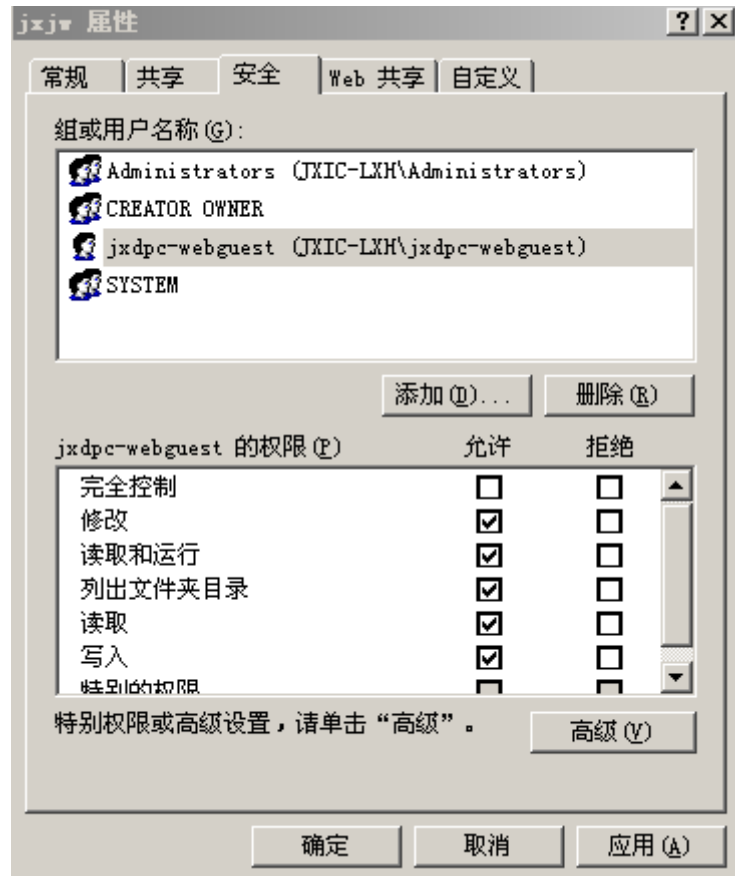 jxjw 属性
? ×
常规 共享 安全 Web 共享 自定义
组或用户名称(G):
Administrators (JXIC-LXH\Administrators)
CREATOR OWNER
jxdpc-webguest (JXIC-LXH\jxdpc-webguest)
SYSTEM
添加(D)... 删除(R)
jxdpc-webguest 的权限(P) 允许 拒绝
完全控制
修改
读取和运行
列出文件夹目录
读取
写入
特别的权限
特别权限或高级设置，请单击“高级”。
高级(V)
确定 取消 应用(A)